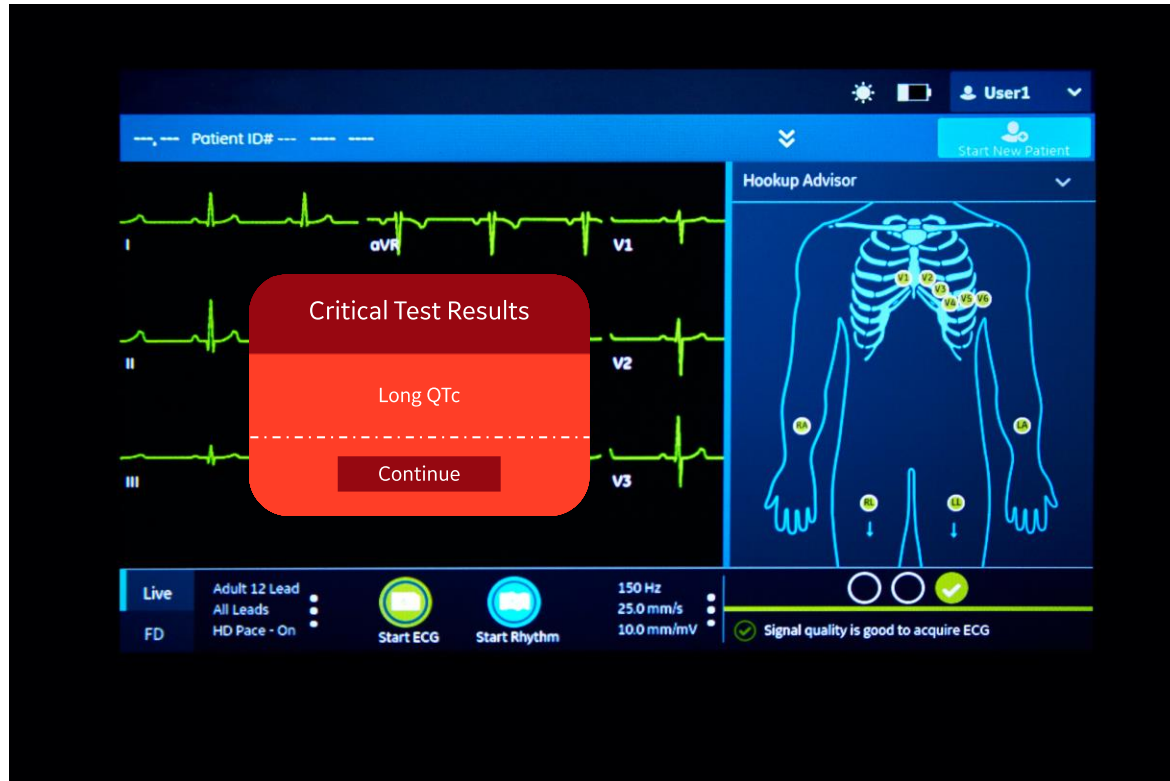 User1
---,--- Patient ID# --- ---- ----
Start New Patient
Hookup Advisor
I
aVR
V1
II
V2
III
V3
Critical Test Results
Long QTc
Continue
V1
V2
V3
V4
V5
V6
RA
LA
RL
LL
Live
FD
Adult 12 Lead
All Leads
HD Pace - On
Start ECG
Start Rhythm
150 Hz
25.0 mm/s
10.0 mm/mV
Signal quality is good to acquire ECG